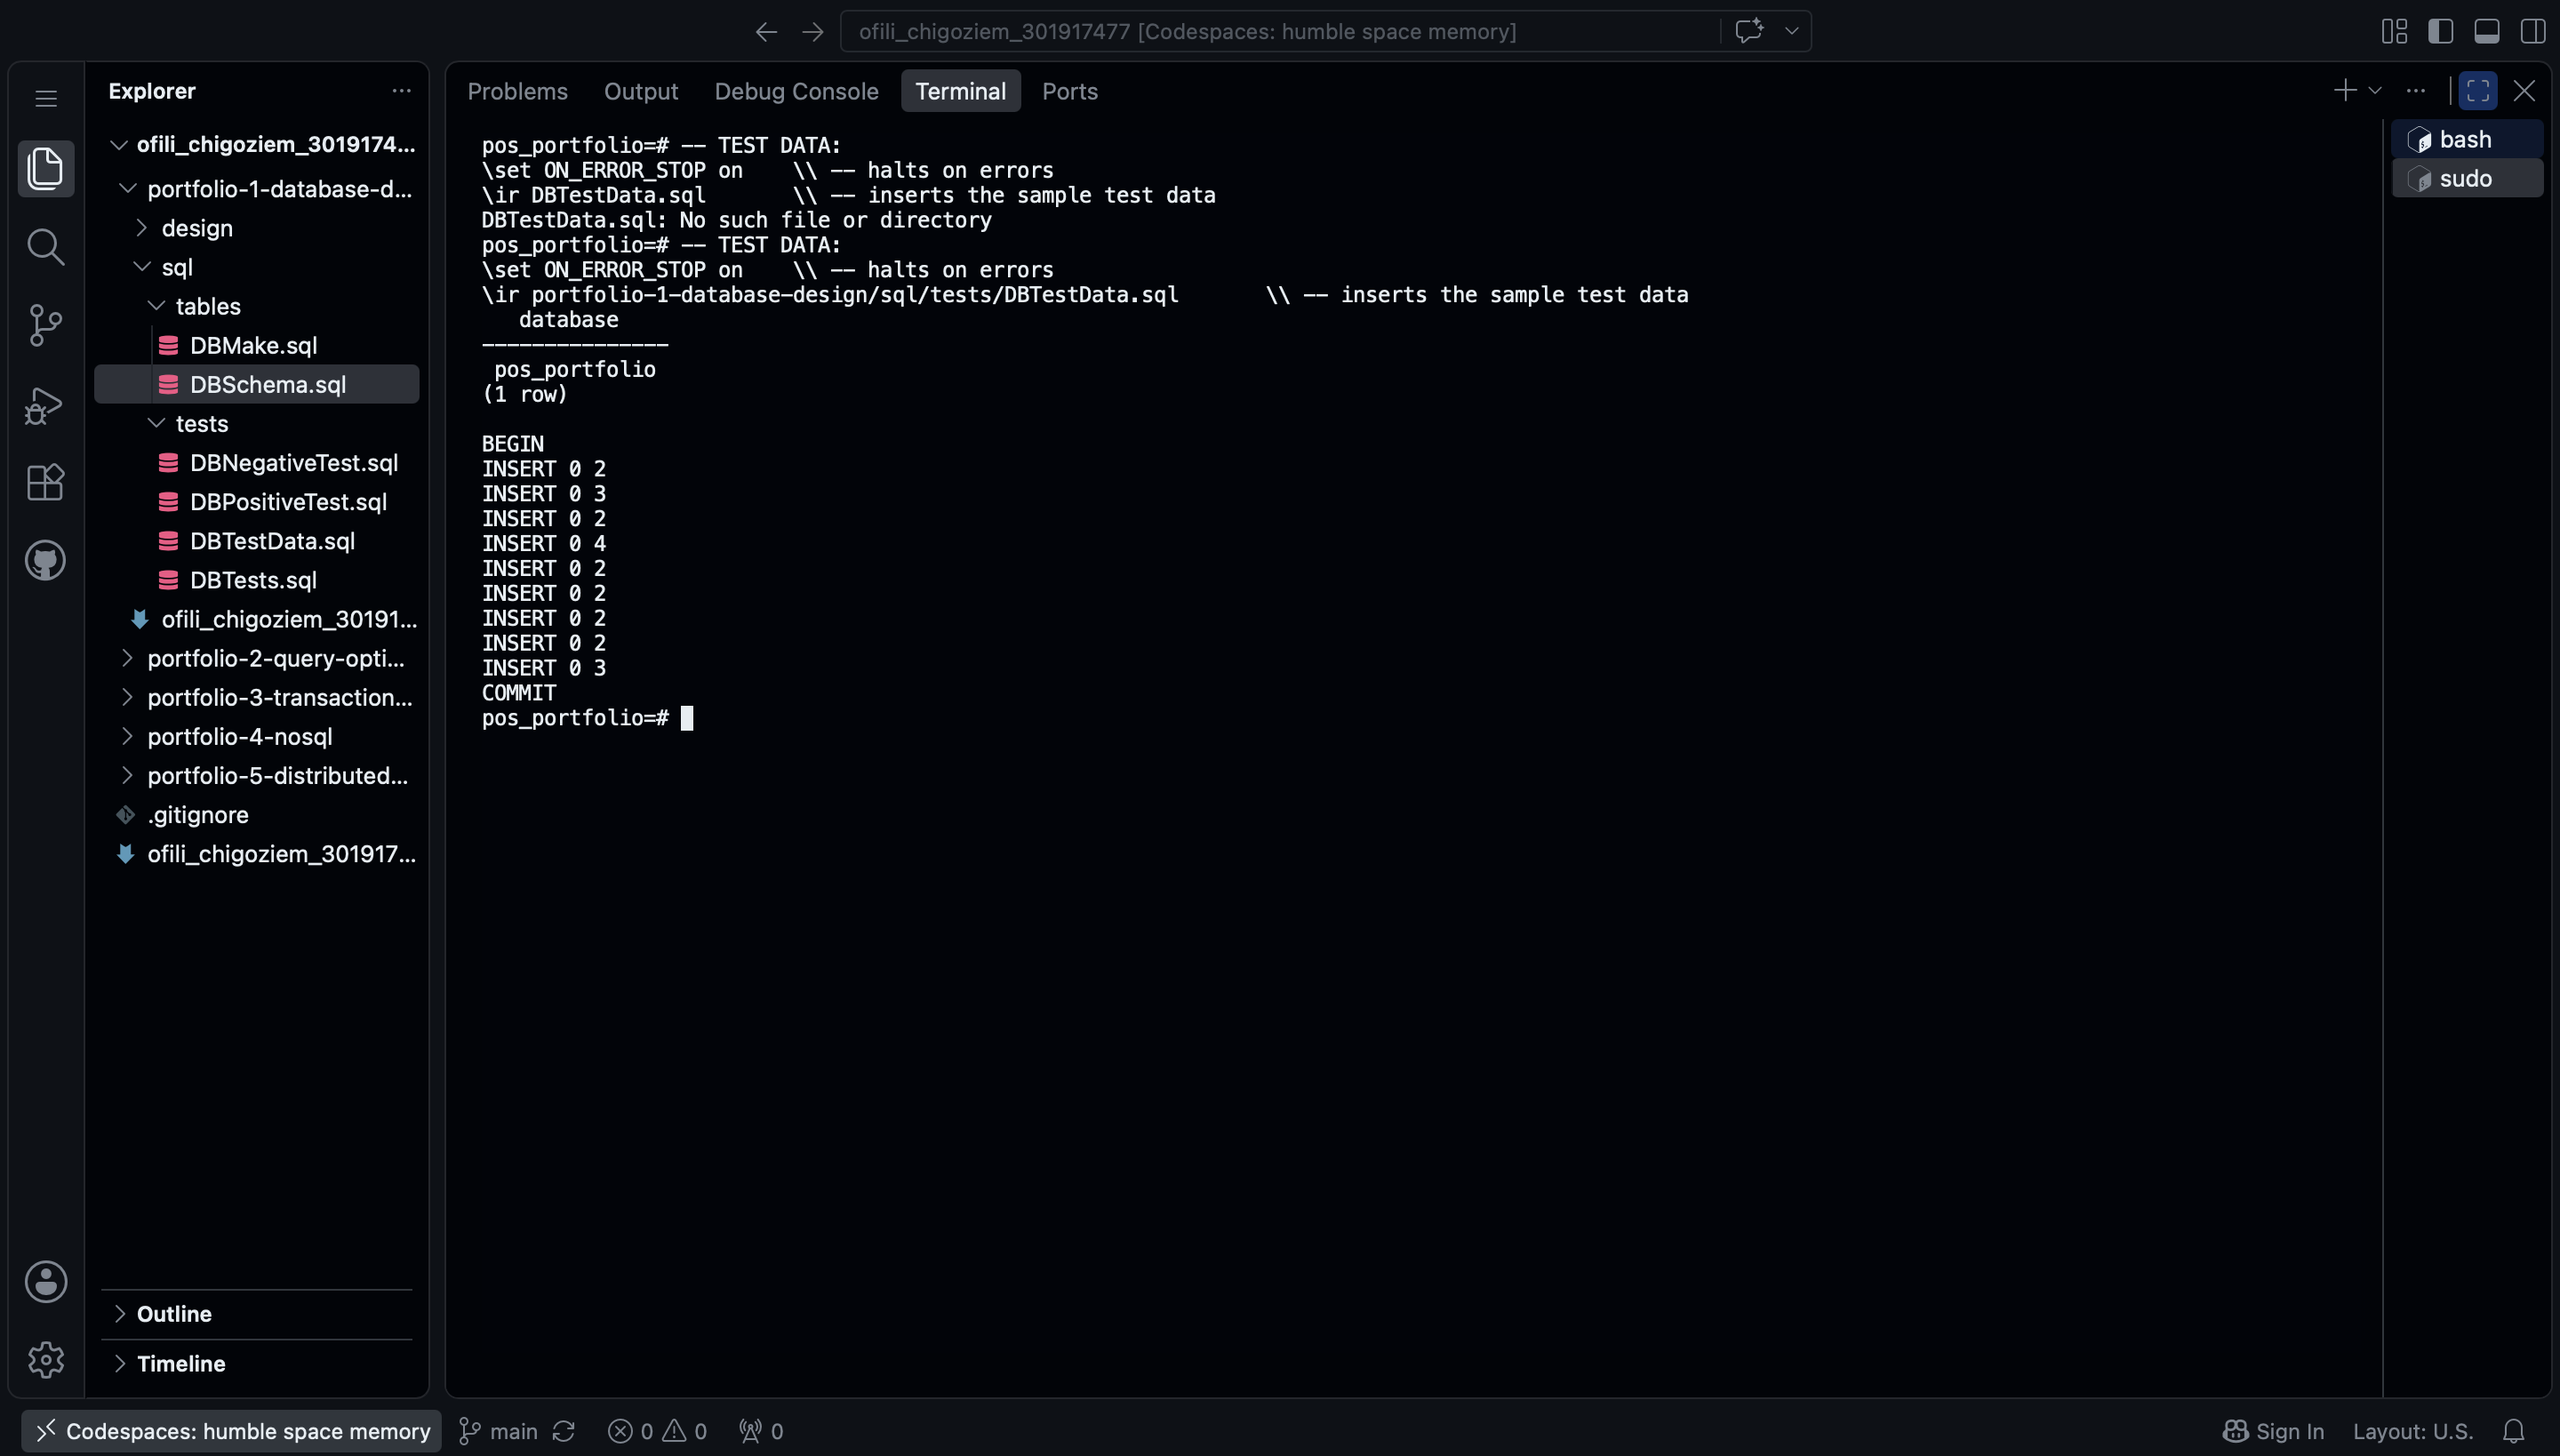 ofili_chigoziem_301917477 [Codespaces: humble space memory]
Explorer
ofili_chigoziem_3019174...
portfolio-1-database-d...
design
sql
tables
DBMake.sql
DBSchema.sql
tests
DBNegativeTest.sql
DBPositiveTest.sql
DBTestData.sql
DBTests.sql
ofili_chigoziem_30191...
portfolio-2-query-opti...
portfolio-3-transaction...
portfolio-4-nosql
portfolio-5-distributed...
.gitignore
ofili_chigoziem_301917...
Outline
Timeline
Problems Output Debug Console Terminal Ports
pos_portfolio=# -- TEST DATA:
\set ON_ERROR_STOP on    \\ -- halts on errors
\ir DBTestData.sql       \\ -- inserts the sample test data
DBTestData.sql: No such file or directory
pos_portfolio=# -- TEST DATA:
\set ON_ERROR_STOP on    \\ -- halts on errors
\ir portfolio-1-database-design/sql/tests/DBTestData.sql       \\ -- inserts the sample test data
   database
---------------
 pos_portfolio
(1 row)
BEGIN
INSERT 0 2
INSERT 0 3
INSERT 0 2
INSERT 0 4
INSERT 0 2
INSERT 0 2
INSERT 0 2
INSERT 0 2
INSERT 0 3
COMMIT
pos_portfolio=#
bash
sudo
Codespaces: humble space memory main 0 0 0 Sign In Layout: U.S.